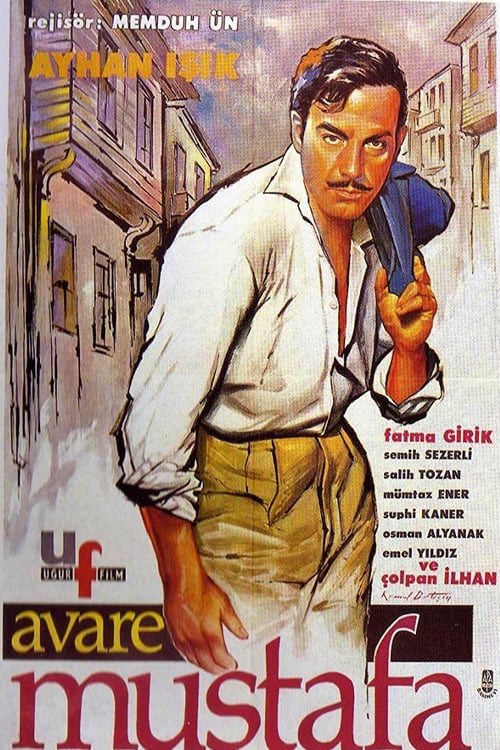 rejisör: MEMDUH ÜN
AYHAN IŞIK
fatma GİRİK
semih SEZERLİ
salih TOZAN
mümtaz ENER
suphi KANER
osman ALYANAK
emel YILDIZ
ve
çolpan İLHAN
uf
UĞUR FİLM
avare
mustafa